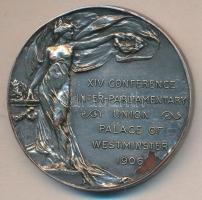 XIV CONFERENCE
INTER-PARLIAMENTARY
UNION
PALACE OF
WESTMINSTER
1906